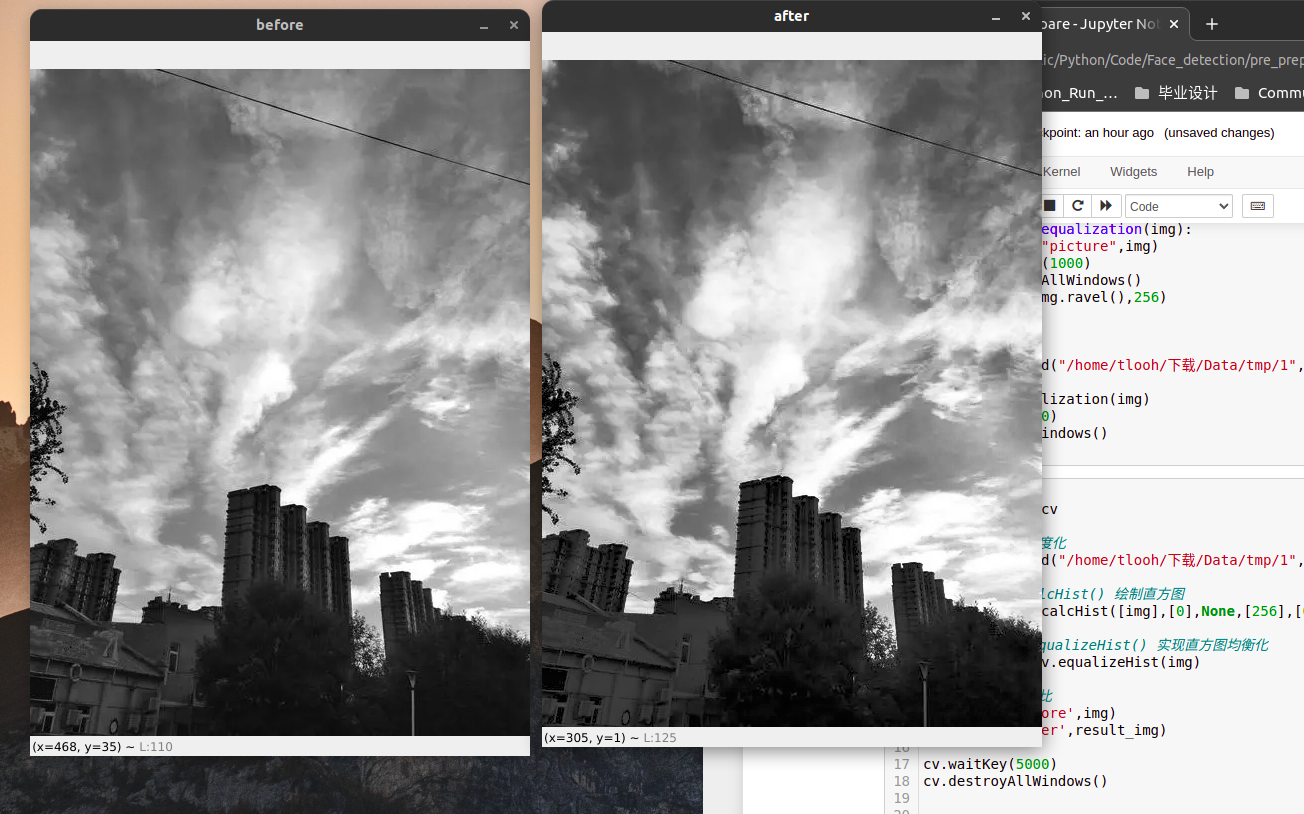 before
(x=468, y=35) ~ L:110
after
(x=305, y=1) ~ L:125
pare - Jupyter Not
ic/Python/Code/Face_detection/pre_prep
on_Run_... 毕业设计 Commu
kpoint: an hour ago (unsaved changes)
Kernel Widgets Help
Code
equalization(img):
"picture",img)
(1000)
AllWindows()
mg.ravel(),256)
d("/home/tlooh/下载/Data/tmp/1",
lization(img)
0)
indows()
cv
度化
d("/home/tlooh/下载/Data/tmp/1",
lcHist() 绘制直方图
calcHist([img],[0],None,[256],[
qualizeHist() 实现直方图均衡化
v.equalizeHist(img)
比
ore',img)
er',result_img)
16
17 cv.waitKey(5000)
18 cv.destroyAllWindows()
19
20